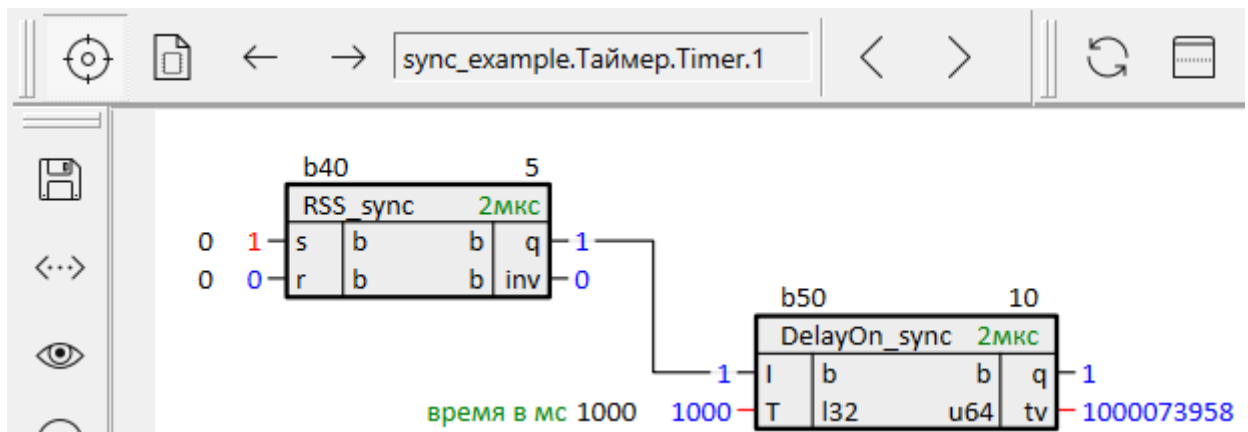 sync_example.Таймер.Timer.1
b40 5
RSS_sync 2мкс
0 1 s b b q 1
0 0 r b b inv 0
b50 10
DelayOn_sync 2мкс
1 I b b q 1
время в мс 1000 1000 T l32 u64 tv 1000073958